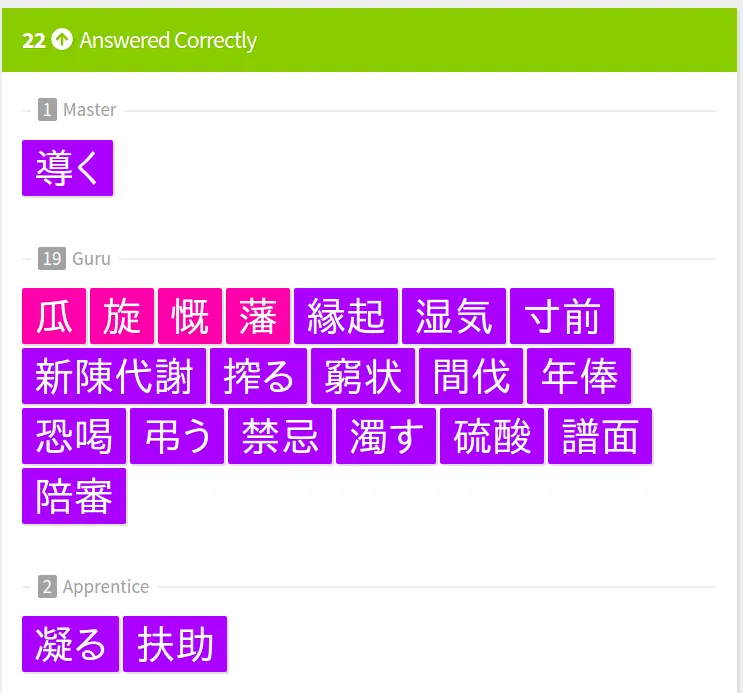 22 Answered Correctly
1 Master
導く
19 Guru
瓜 旋 慨 藩 縁起 湿気 寸前
新陳代謝 搾る 窮状 間伐 年俸
恐喝 弔う 禁忌 濁す 硫酸 譜面
陪審
2 Apprentice
凝る 扶助